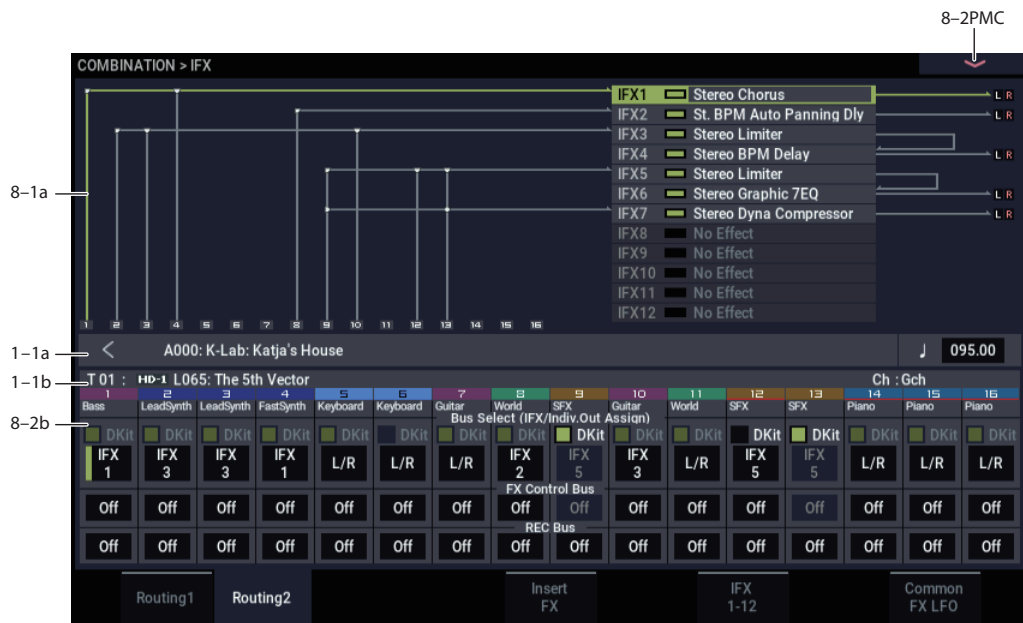 8–2PMC
COMBINATION > IFX
IFX1 Stereo Chorus L R
IFX2 St. BPM Auto Panning Dly L R
IFX3 Stereo Limiter
IFX4 Stereo BPM Delay L R
IFX5 Stereo Limiter
8–1a
IFX6 Stereo Graphic 7EQ L R
IFX7 Stereo Dyna Compressor L R
IFX8 No Effect
IFX9 No Effect
IFX10 No Effect
IFX11 No Effect
IFX12 No Effect
1 2 3 4 5 6 7 8 9 10 11 12 13 14 15 16
1–1a A000: K-Lab: Katja's House ♩ 095.00
1–1b T 01 : HD-1 L065: The 5th Vector Ch : Gch
1 2 3 4 5 6 7 8 9 10 11 12 13 14 15 16
Bass LeadSynth LeadSynth FastSynth Keyboard Keyboard Guitar World SFX Guitar World SFX SFX Piano Piano Piano
Bus Select (IFX/Indiv.Out Assign)
8–2b DKit DKit DKit DKit DKit DKit DKit DKit DKit DKit DKit DKit DKit DKit DKit DKit
IFX 1 IFX 3 IFX 3 IFX 1 L/R L/R L/R IFX 2 IFX 5 IFX 3 L/R IFX 5 IFX 5 L/R L/R L/R
FX Control Bus
Off Off Off Off Off Off Off Off Off Off Off Off Off Off Off Off
REC Bus
Off Off Off Off Off Off Off Off Off Off Off Off Off Off Off Off
Routing1 Routing2 Insert FX IFX 1-12 Common FX LFO